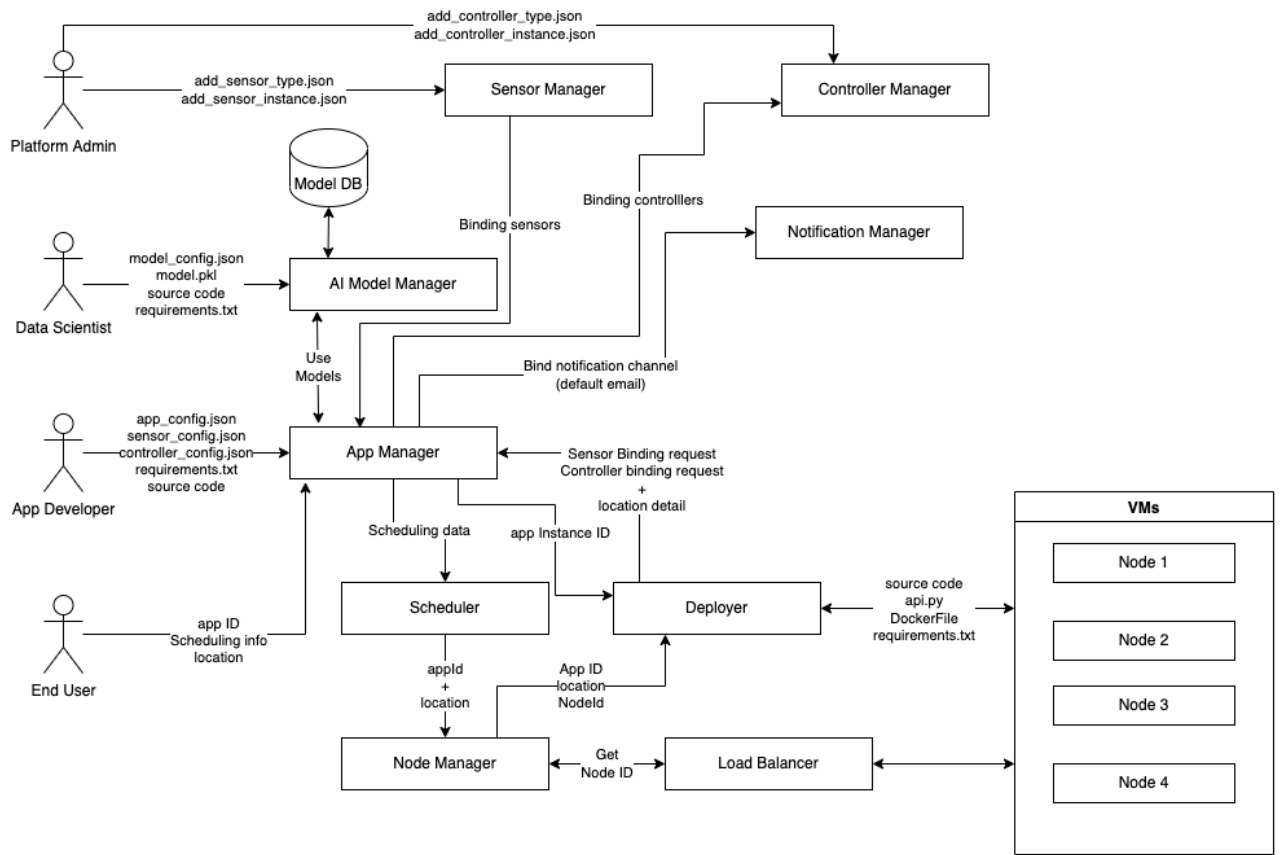 add_controller_type.json
add_controller_instance.json
add_sensor_type.json
add_sensor_instance.json
Sensor Manager
Controller Manager
Platform Admin
Model DB
Binding controlllers
Binding sensors
Notification Manager
model_config.json
model.pkl
source code
requirements.txt
AI Model Manager
Data Scientist
Use
Models
Bind notification channel
(default email)
app_config.json
sensor_config.json
controller_config.json
requirements.txt
source code
App Manager
Sensor Binding request
Controller binding request
+
location detail
App Developer
Scheduling data
app Instance ID
VMs
Node 1
Node 2
Node 3
Node 4
Scheduler
Deployer
source code
api.py
DockerFile
requirements.txt
app ID
Scheduling info
location
End User
appId
+
location
App ID
location
NodeId
Node Manager
Get
Node ID
Load Balancer